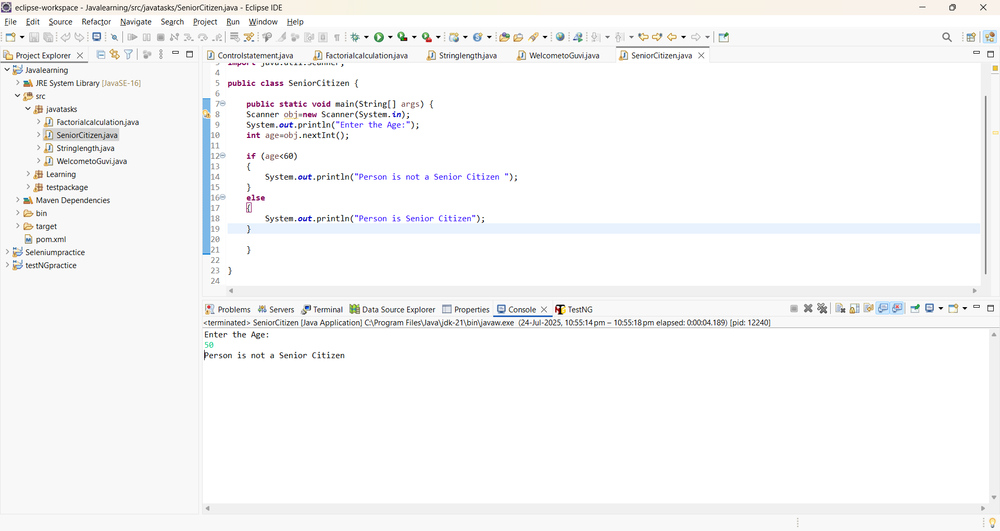 eclipse-workspace - Javalearning/src/javatasks/SeniorCitizen.java - Eclipse IDE
File Edit Source Refactor Navigate Search Project Run Window Help
Project Explorer
Javalearning
JRE System Library [JavaSE-16]
src
javatasks
Factorialcalculation.java
SeniorCitizen.java
Stringlength.java
WelcometoGuvi.java
Learning
testpackage
Maven Dependencies
bin
target
pom.xml
Seleniumpractice
testNGpractice
Controlstatement.java Factorialcalculation.java Stringlength.java WelcometoGuvi.java SeniorCitizen.java
3 import java.util.Scanner;
4
5 public class SeniorCitizen {
6
7 public static void main(String[] args) {
8 Scanner obj=new Scanner(System.in);
9 System.out.println("Enter the Age:");
10 int age=obj.nextInt();
11
12 if (age<60)
13 {
14 System.out.println("Person is not a Senior Citizen ");
15 }
16 else
17 {
18 System.out.println("Person is Senior Citizen");
19 }
20
21 }
22
23 }
24
Problems Servers Terminal Data Source Explorer Properties Console TestNG
<terminated> SeniorCitizen [Java Application] C:\Program Files\Java\jdk-21\bin\javaw.exe (24-Jul-2025, 10:55:14 pm – 10:55:18 pm elapsed: 0:00:04.189) [pid: 12240]
Enter the Age:
50
Person is not a Senior Citizen